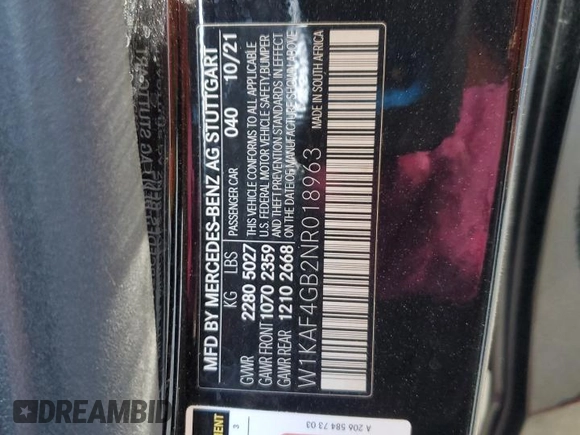 MFD BY MERCEDES-BENZ AG STUTTGART
PASSENGER CAR 040 10/21
KG LBS
GVWR 2280 5027
GAWR FRONT 1070 2359
GAWR REAR 1210 2668
THIS VEHICLE CONFORMS TO ALL APPLICABLE
U.S. FEDERAL MOTOR VEHICLE SAFETY, BUMPER
AND THEFT PREVENTION STANDARDS IN EFFECT
ON THE DATE OF MANUFACTURE SHOWN ABOVE
W1KAF4GB2NR018963
MADE IN SOUTH AFRICA
A 206 584 73 03
3
DREAMBID